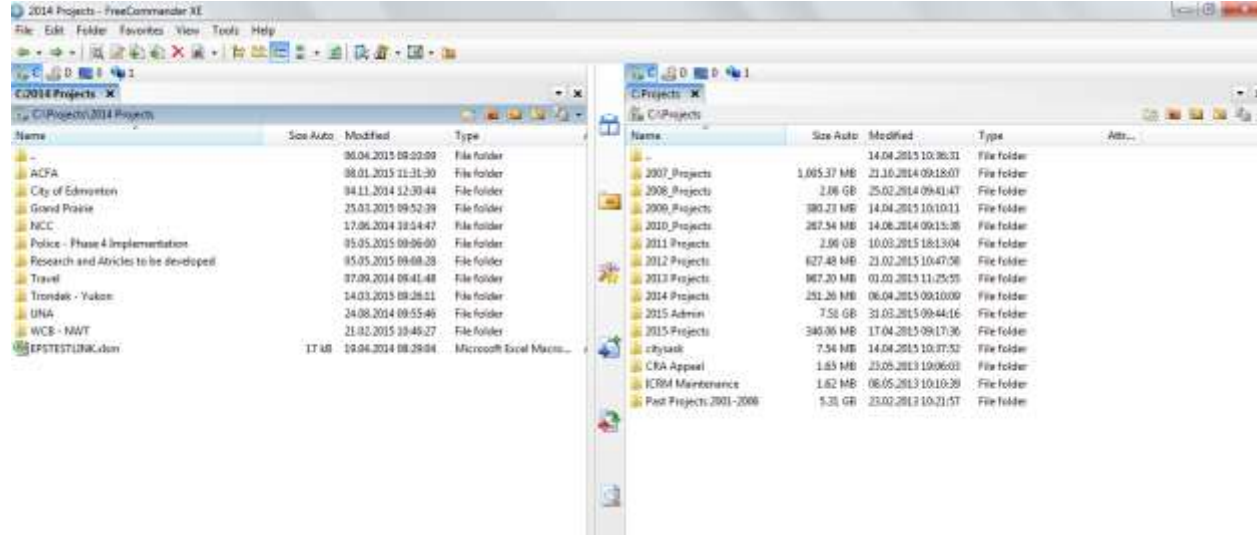 2014 Projects - FreeCommander XE
File Edit Folder Favorites View Tools Help
C D 0 1
C:2014 Projects
C:\Projects\2014 Projects
Name Size Auto Modified Type
..
06.04.2015 09:10:09 File folder
ACFA 08.01.2015 11:31:30 File folder
City of Edmonton 04.11.2014 12:30:44 File folder
Grand Prairie 25.03.2015 09:52:39 File folder
NCC 17.06.2014 10:14:47 File folder
Police - Phase 4 Implementation 05.05.2015 09:06:00 File folder
Research and Atricles to be developed 05.05.2015 09:08:28 File folder
Travel 07.09.2014 09:41:48 File folder
Trondek - Yukon 14.03.2015 09:26:11 File folder
UNA 24.08.2014 09:55:46 File folder
WCB - NWT 21.02.2015 10:46:27 File folder
EPSTESTLINK.xlsm 17 kB 19.04.2014 08:29:04 Microsoft Excel Macro...
C D 0 1
C:Projects
C:\Projects
Name Size Auto Modified Type Attr...
..
14.04.2015 10:36:31 File folder
2007_Projects 1,005.37 MB 21.10.2014 09:18:07 File folder
2008_Projects 2.06 GB 25.02.2014 09:41:47 File folder
2009_Projects 380.23 MB 14.04.2015 10:10:11 File folder
2010_Projects 267.54 MB 14.06.2014 09:15:38 File folder
2011 Projects 2.00 GB 10.03.2015 18:13:04 File folder
2012 Projects 627.48 MB 21.02.2015 10:47:58 File folder
2013 Projects 967.20 MB 01.01.2015 11:25:55 File folder
2014 Projects 251.26 MB 06.04.2015 09:10:09 File folder
2015 Admin 7.51 GB 31.03.2015 09:44:16 File folder
2015 Projects 340.06 MB 17.04.2015 09:17:36 File folder
citytask 7.54 MB 14.04.2015 10:37:52 File folder
CRA Appeal 1.65 MB 23.05.2013 19:06:03 File folder
ICRM Maintenance 1.62 MB 08.05.2013 10:10:39 File folder
Past Projects 2001-2006 5.31 GB 23.02.2013 10:21:57 File folder